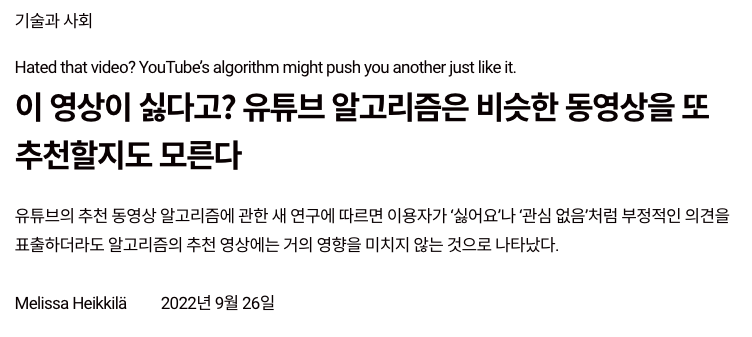 기술과 사회
Hated that video? YouTube’s algorithm might push you another just like it.
이 영상이 싫다고? 유튜브 알고리즘은 비슷한 동영상을 또
추천할지도 모른다
유튜브의 추천 동영상 알고리즘에 관한 새 연구에 따르면 이용자가 ‘싫어요’나 ‘관심 없음’처럼 부정적인 의견을
표출하더라도 알고리즘의 추천 영상에는 거의 영향을 미치지 않는 것으로 나타났다.
Melissa Heikkilä 2022년 9월 26일